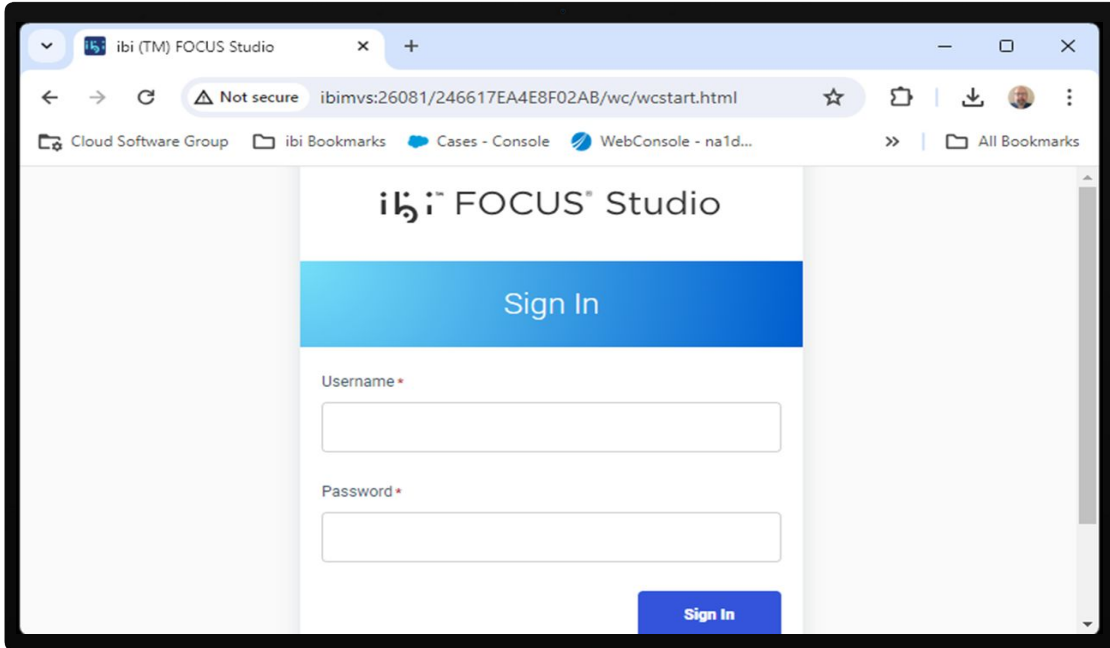 ibi (TM) FOCUS Studio
Not secure ibimvs:26081/246617EA4E8F02AB/wc/wcstart.html
Cloud Software Group ibi Bookmarks Cases - Console WebConsole - na1d... » All Bookmarks
ibi™ FOCUS® Studio
Sign In
Username *
Password *
Sign In